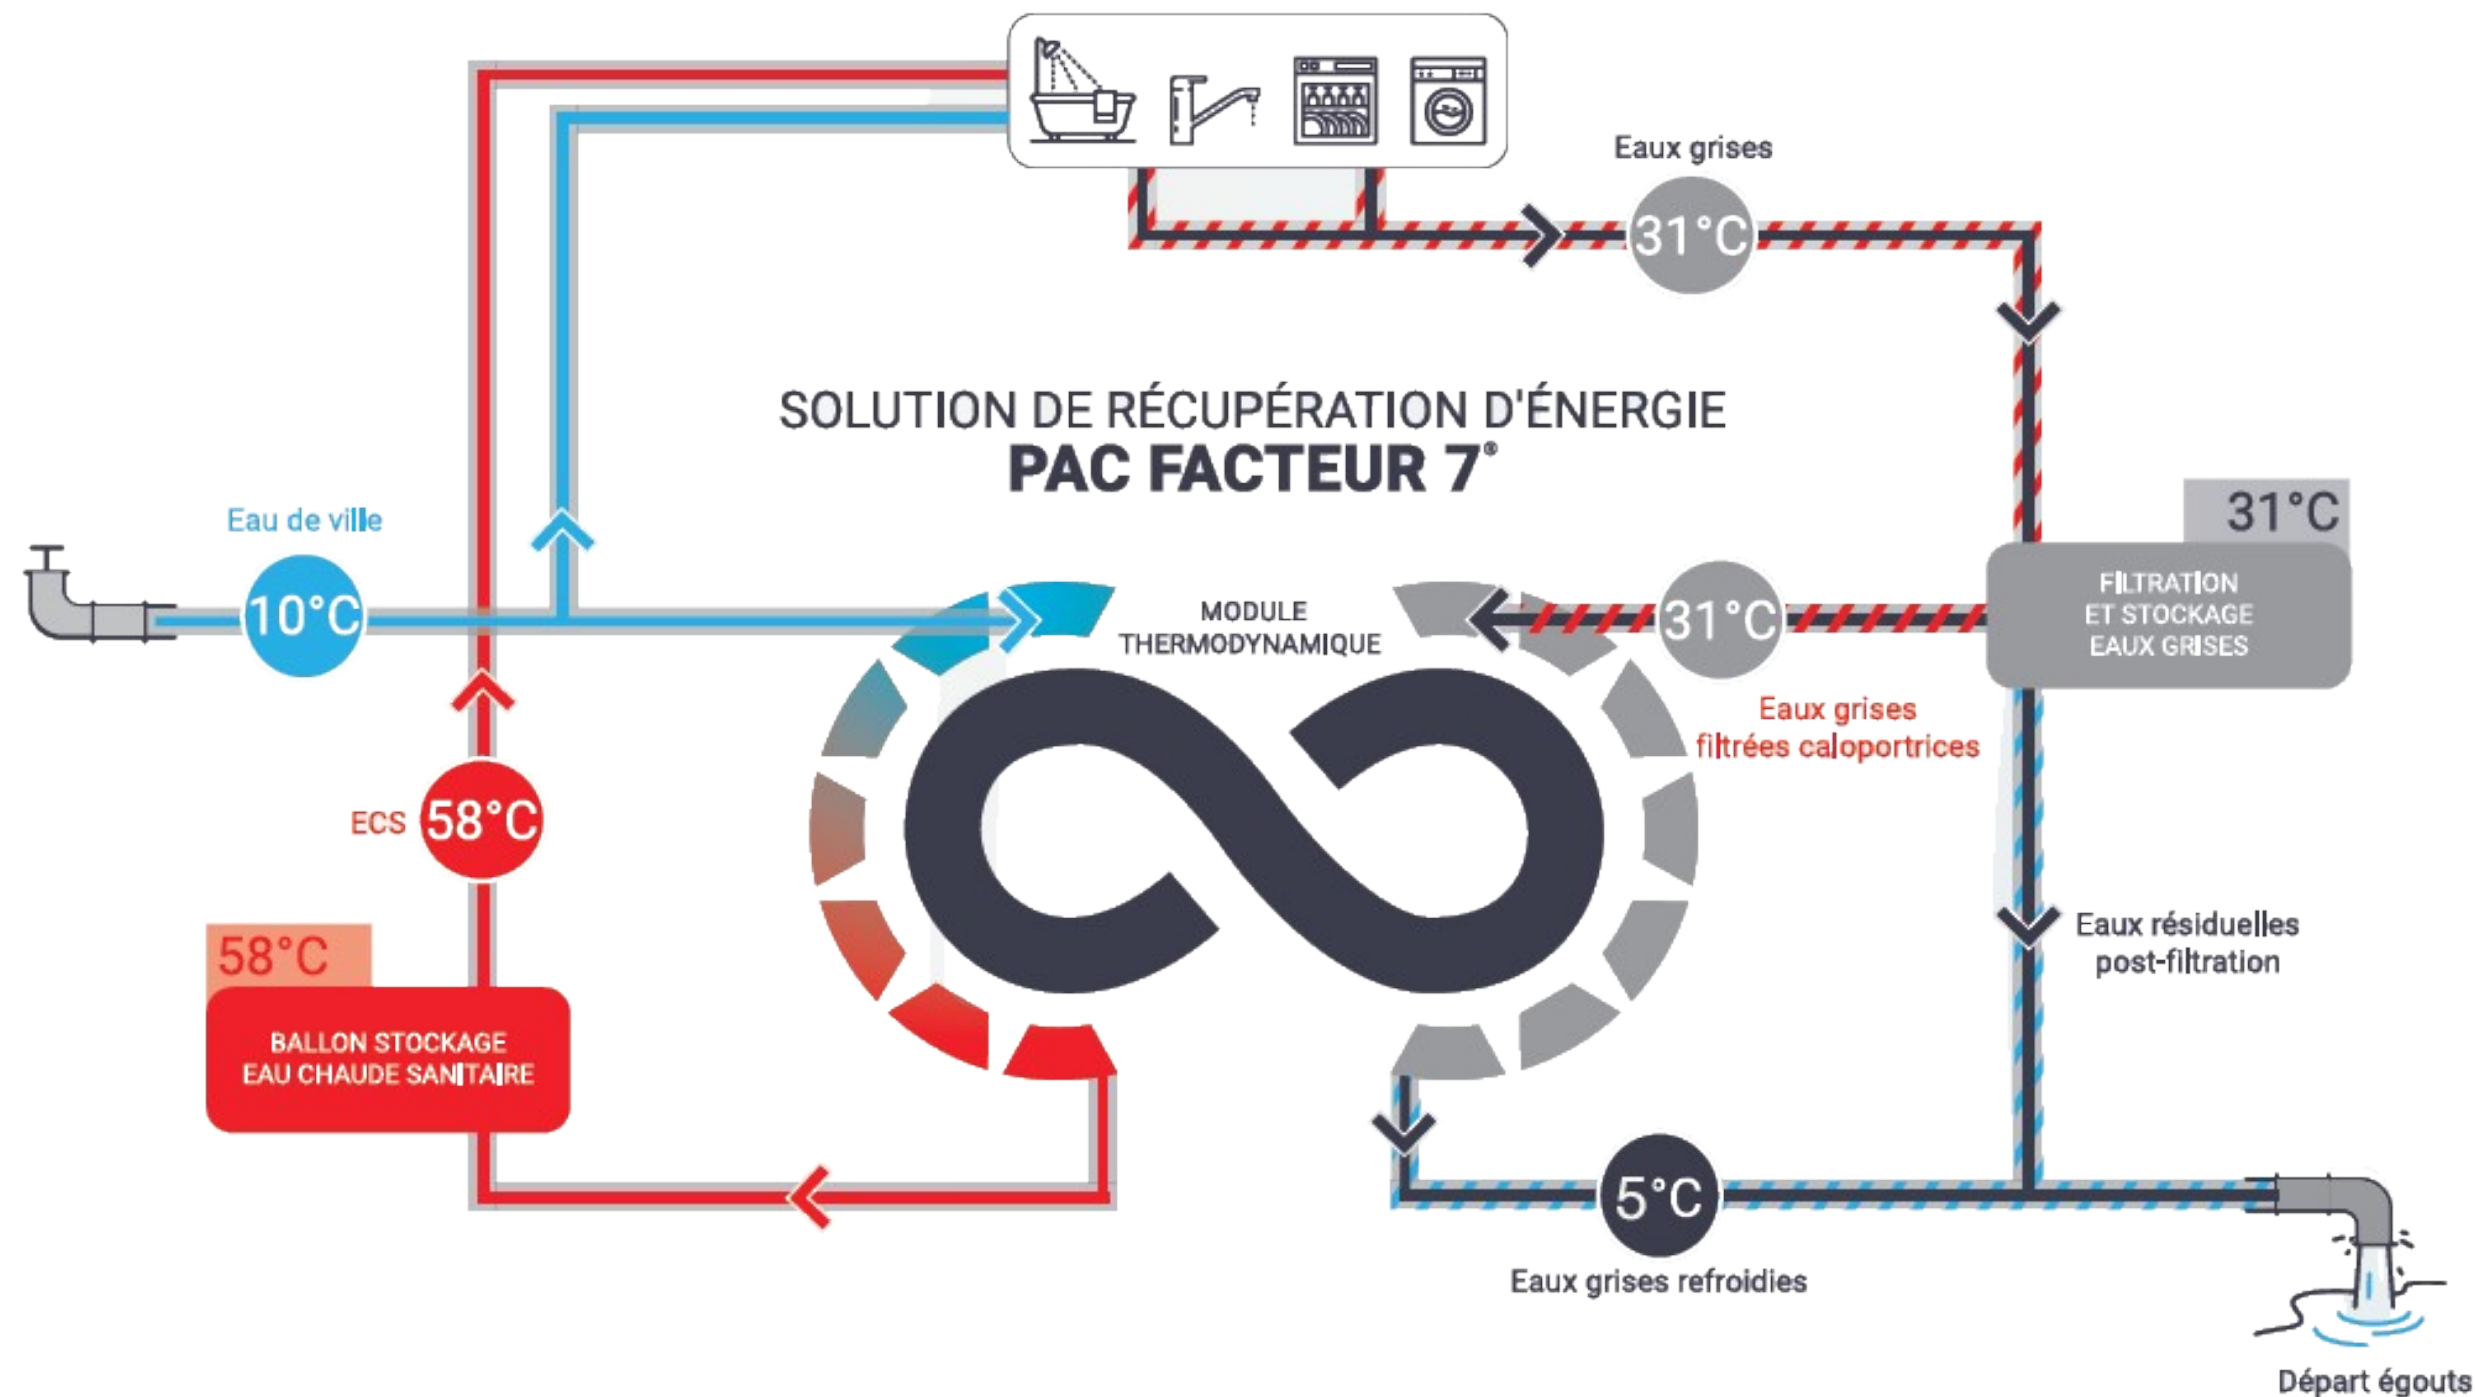 Eaux grises
31°C
SOLUTION DE RÉCUPÉRATION D'ÉNERGIE
PAC FACTEUR 7®
Eau de ville
10°C
MODULE
THERMODYNAMIQUE
31°C
31°C
FILTRATION
ET STOCKAGE
EAUX GRISES
Eaux grises
filtrées caloportrices
ECS
58°C
58°C
BALLON STOCKAGE
EAU CHAUDE SANITAIRE
Eaux résiduelles
post-filtration
5°C
Eaux grises refroidies
Départ égouts